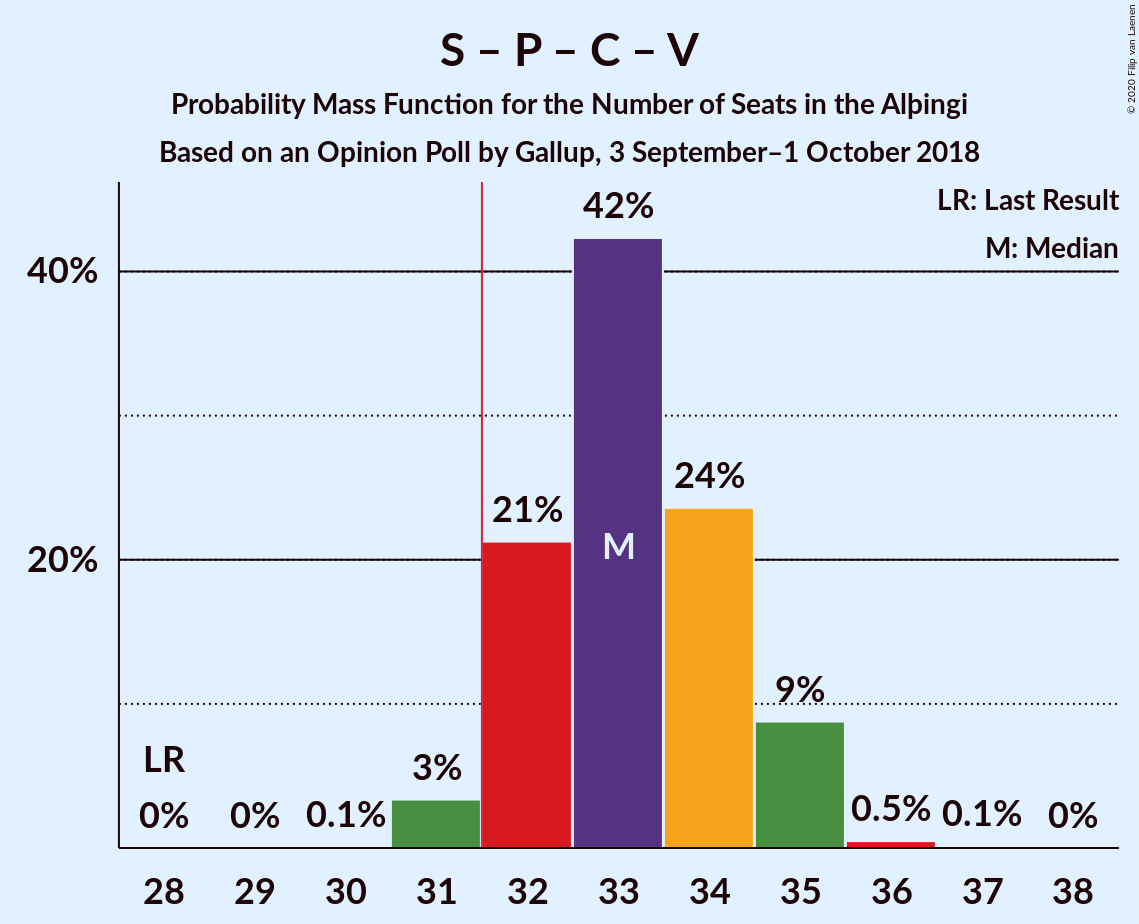 S – P – C – V
Probability Mass Function for the Number of Seats in the Alþingi
Based on an Opinion Poll by Gallup, 3 September–1 October 2018
© 2020 Filip van Laenen
LR: Last Result
M: Median
40%
20%
LR
0%
0%
0.1%
3%
21%
42%
M
24%
9%
0.5%
0.1%
0%
28 29 30 31 32 33 34 35 36 37 38